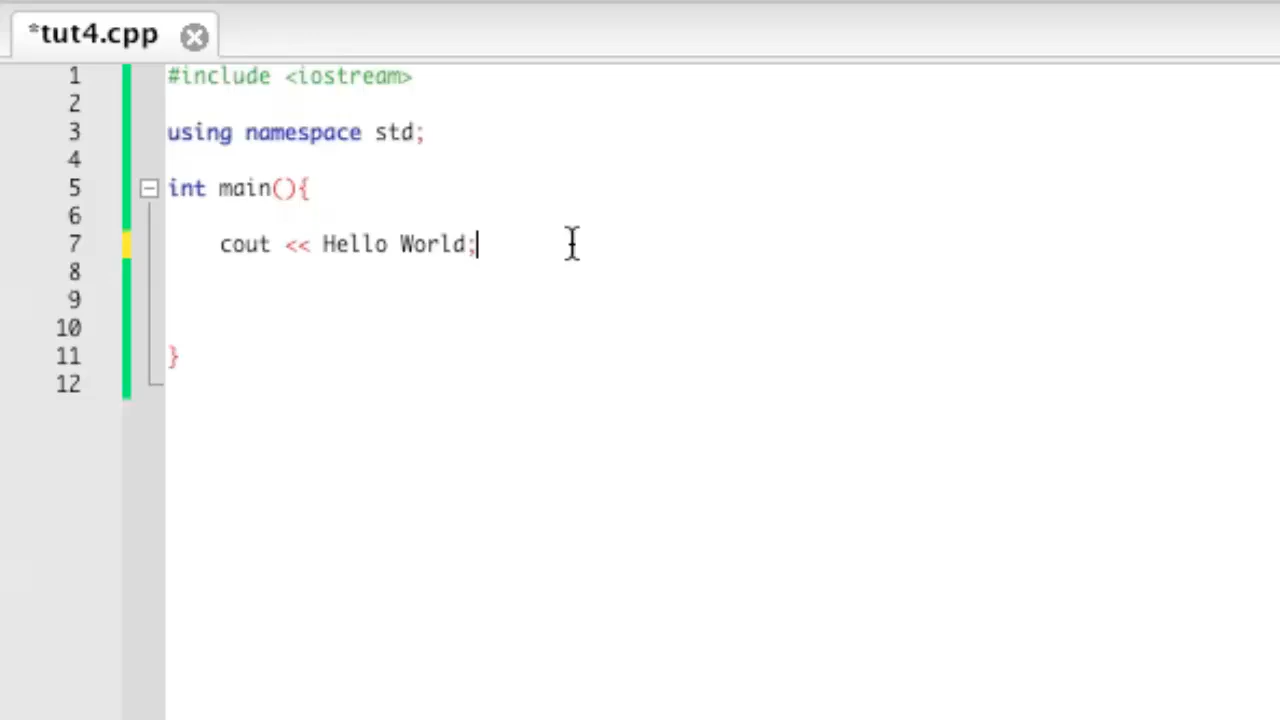 *tut4.cpp
1 #include <iostream>
2
3 using namespace std;
4
5 int main(){
6
7 cout << Hello World;
8
9
10
11 }
12